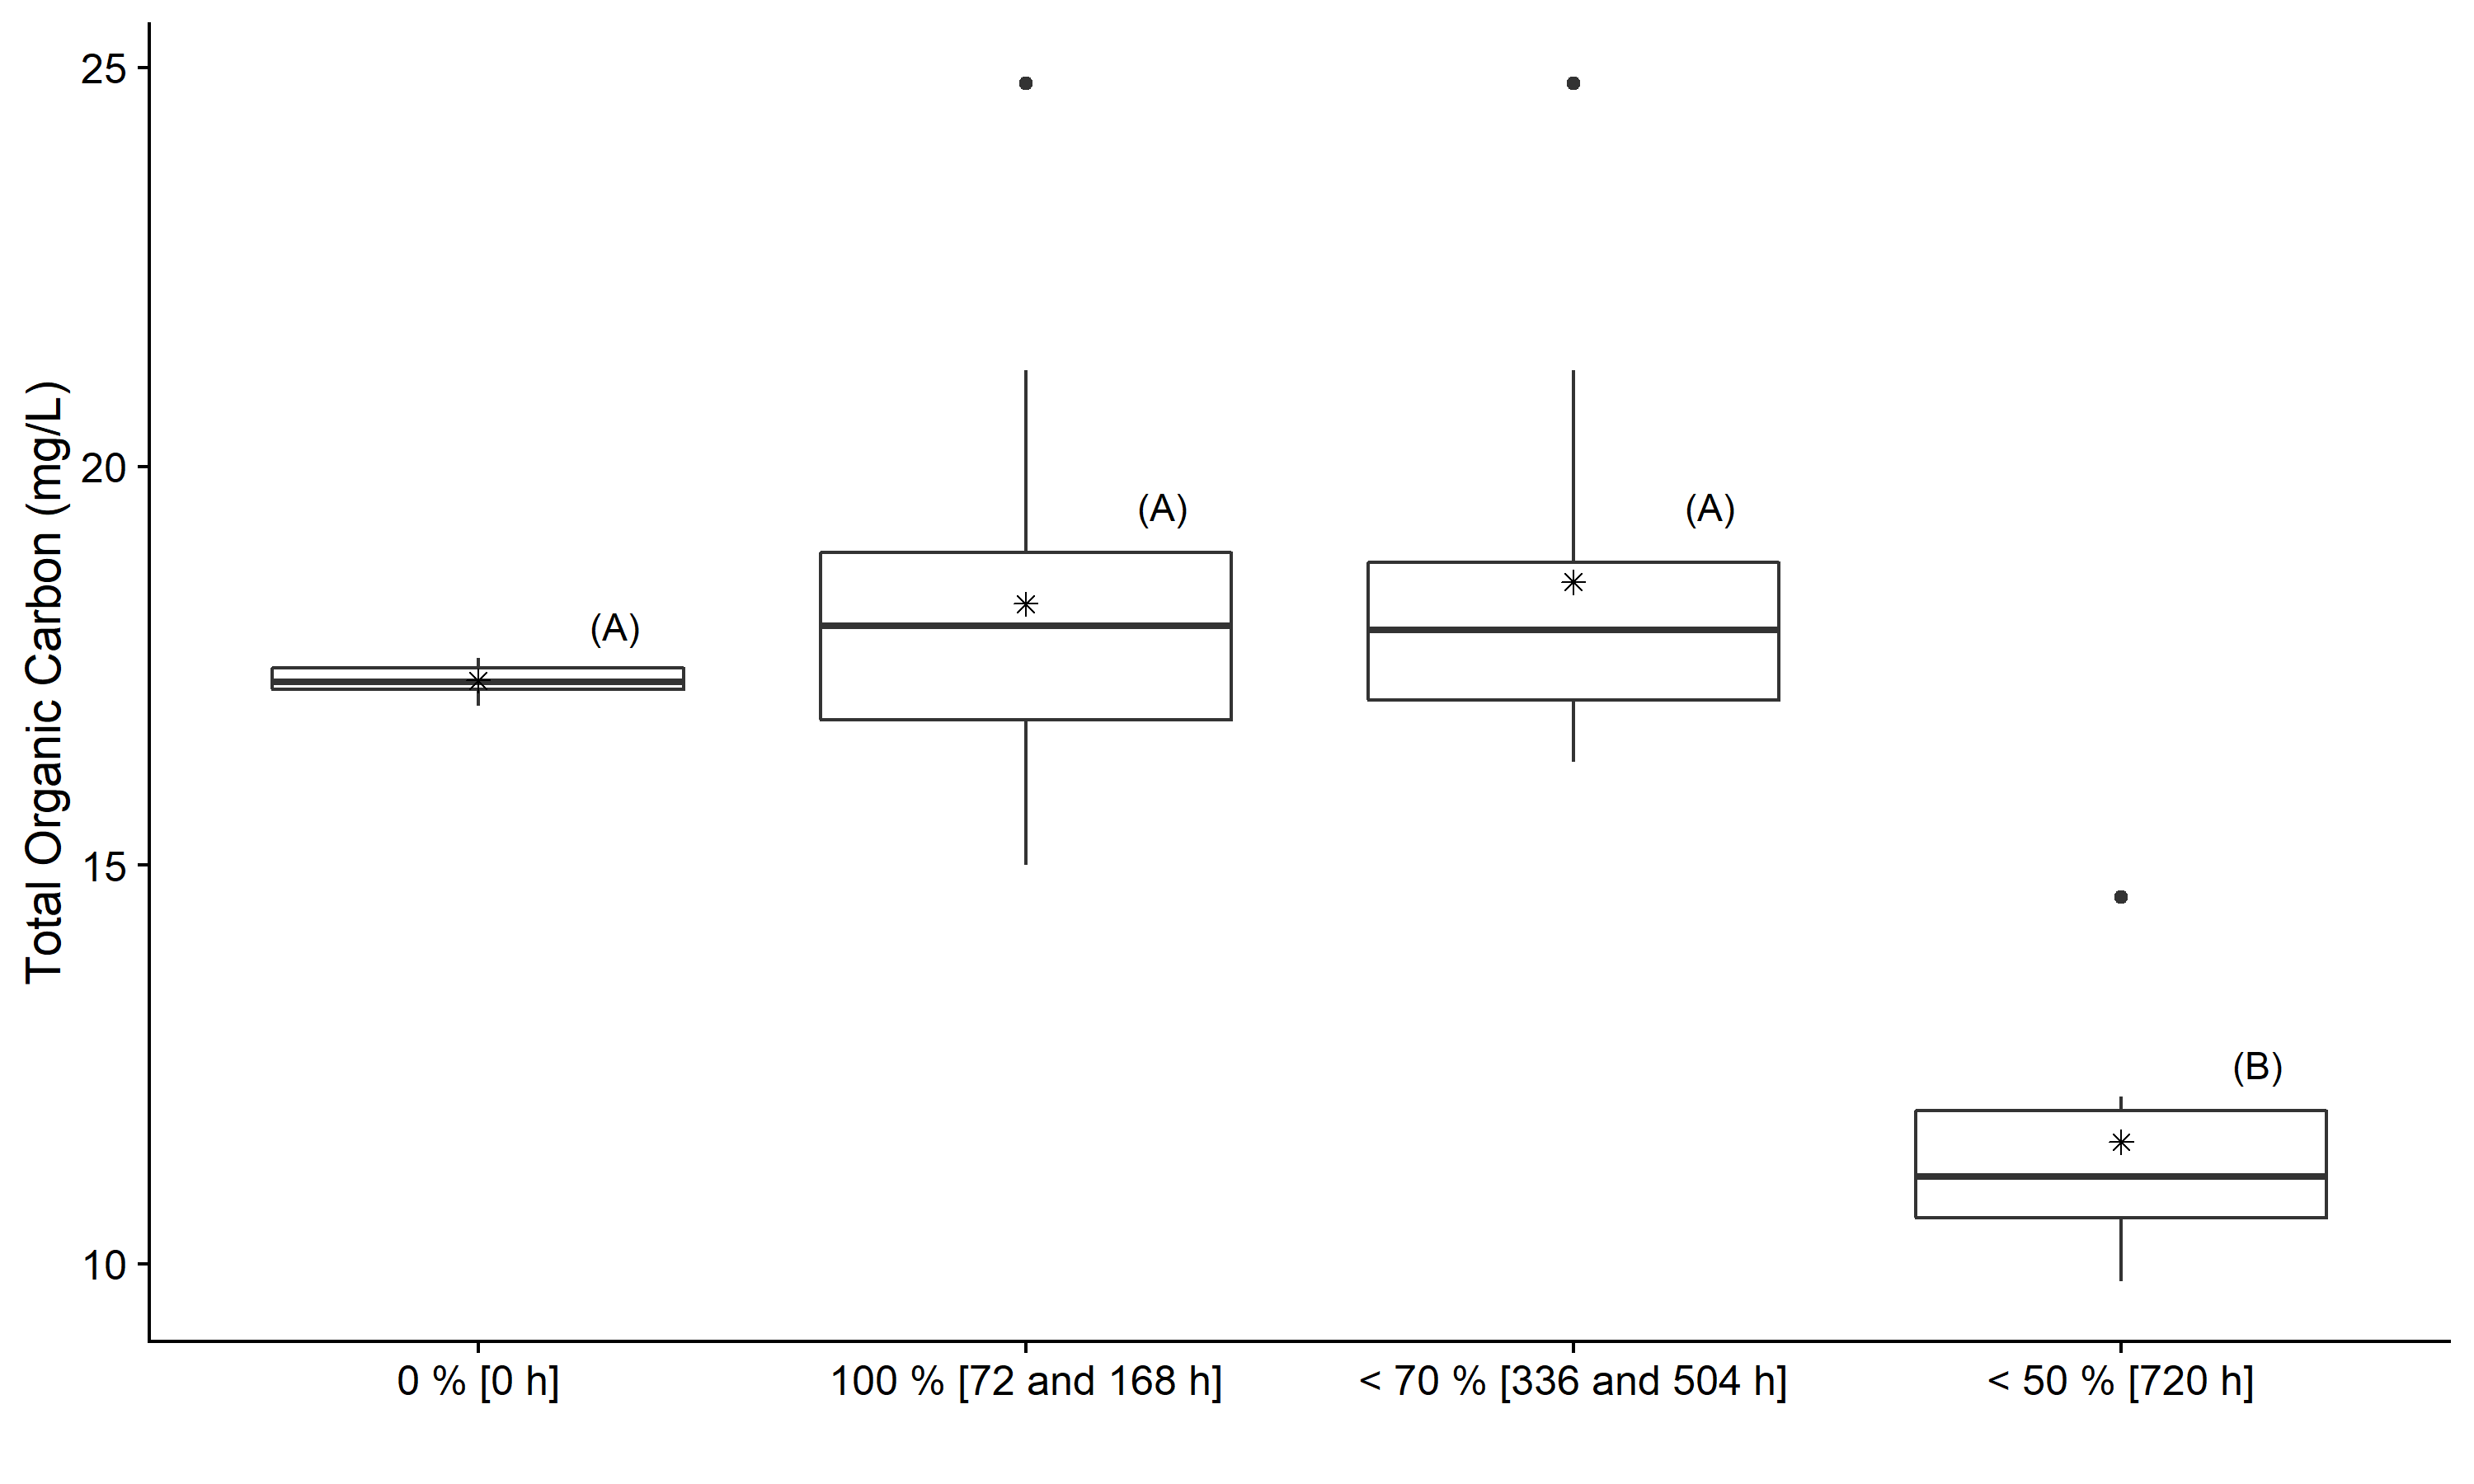 Total Organic Carbon (mg/L)
25
20
15
10
(A)
(A)
(A)
(B)
0 % [0 h]
100 % [72 and 168 h]
< 70 % [336 and 504 h]
< 50 % [720 h]